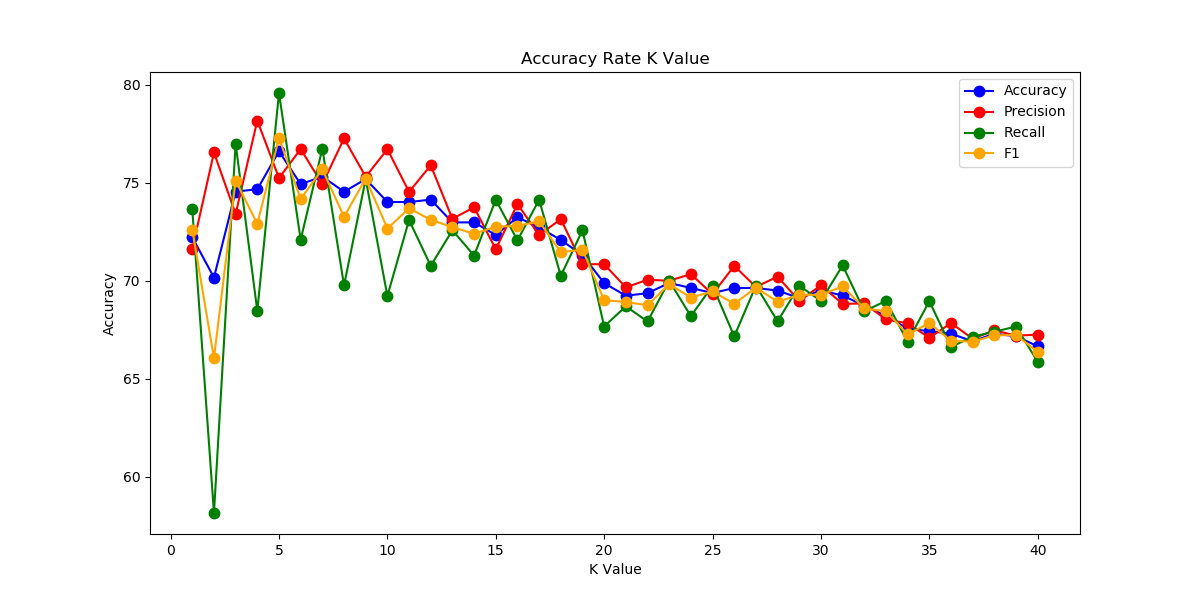 Accuracy Rate K Value
Accuracy
Precision
Recall
F1
80
75
70
65
60
Accuracy
0 5 10 15 20 25 30 35 40
K Value